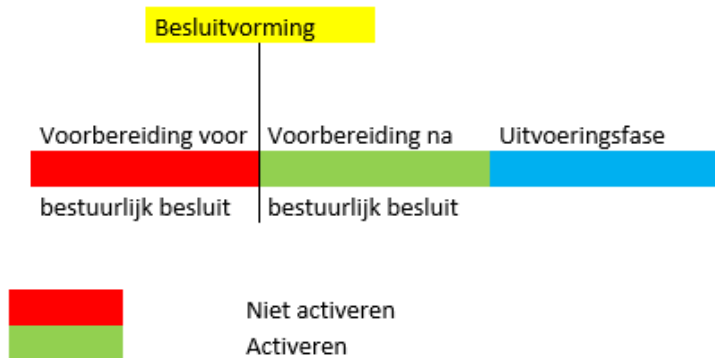 Besluitvorming
Voorbereiding voor
Voorbereiding na
Uitvoeringsfase
bestuurlijk besluit
bestuurlijk besluit
Niet activeren
Activeren